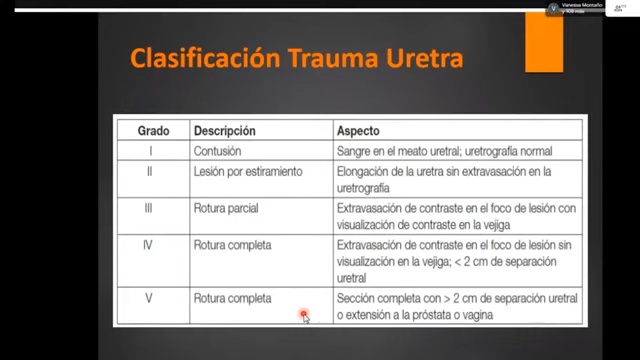 Vanessa Montaño
Clasificación Trauma Uretra
Grado Descripción Aspecto
I Contusión Sangre en el meato uretral; uretrografía normal
II Lesión por estiramiento Elongación de la uretra sin extravasación en la
uretrografía
III Rotura parcial Extravasación de contraste en el foco de lesión con
visualización de contraste en la vejiga
IV Rotura completa Extravasación de contraste en el foco de lesión sin
visualización en la vejiga; < 2 cm de separación
uretral
V Rotura completa Sección completa con > 2 cm de separación uretral
o extensión a la próstata o vagina